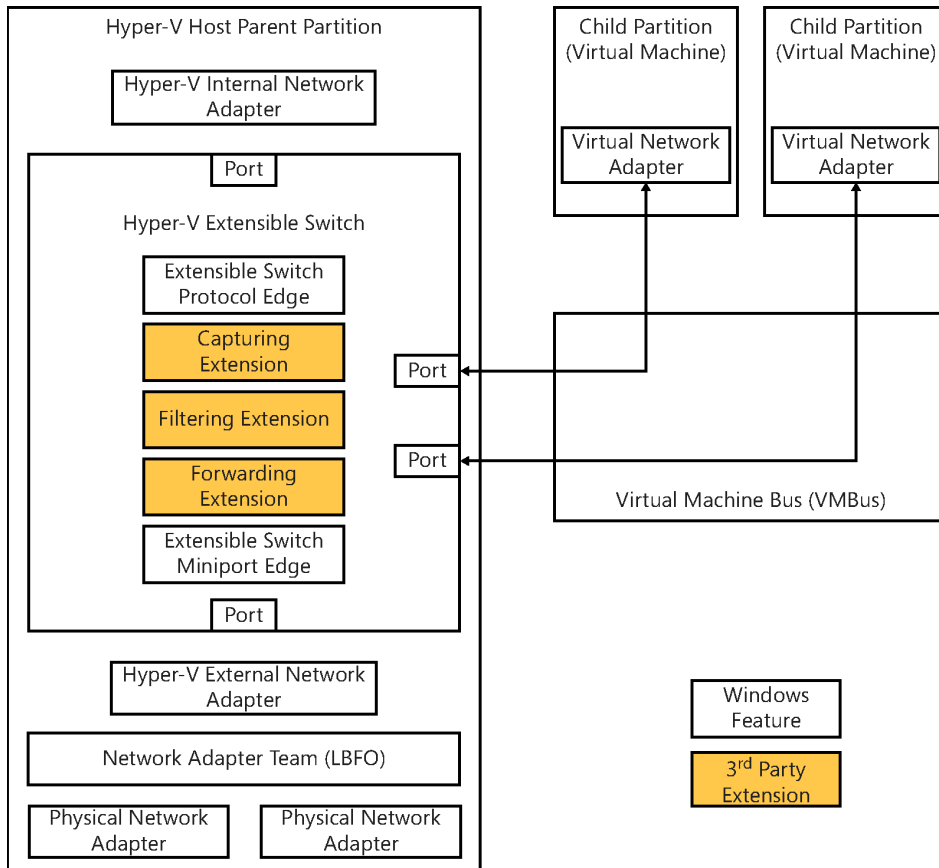 Hyper-V Host Parent Partition
Hyper-V Internal Network
Adapter
Port
Hyper-V Extensible Switch
Extensible Switch
Protocol Edge
Capturing
Extension
Filtering Extension
Forwarding
Extension
Extensible Switch
Miniport Edge
Port
Port
Port
Hyper-V External Network
Adapter
Network Adapter Team (LBFO)
Physical Network
Adapter
Physical Network
Adapter
Child Partition
(Virtual Machine)
Virtual Network
Adapter
Child Partition
(Virtual Machine)
Virtual Network
Adapter
Virtual Machine Bus (VMBus)
Windows
Feature
3rd Party
Extension